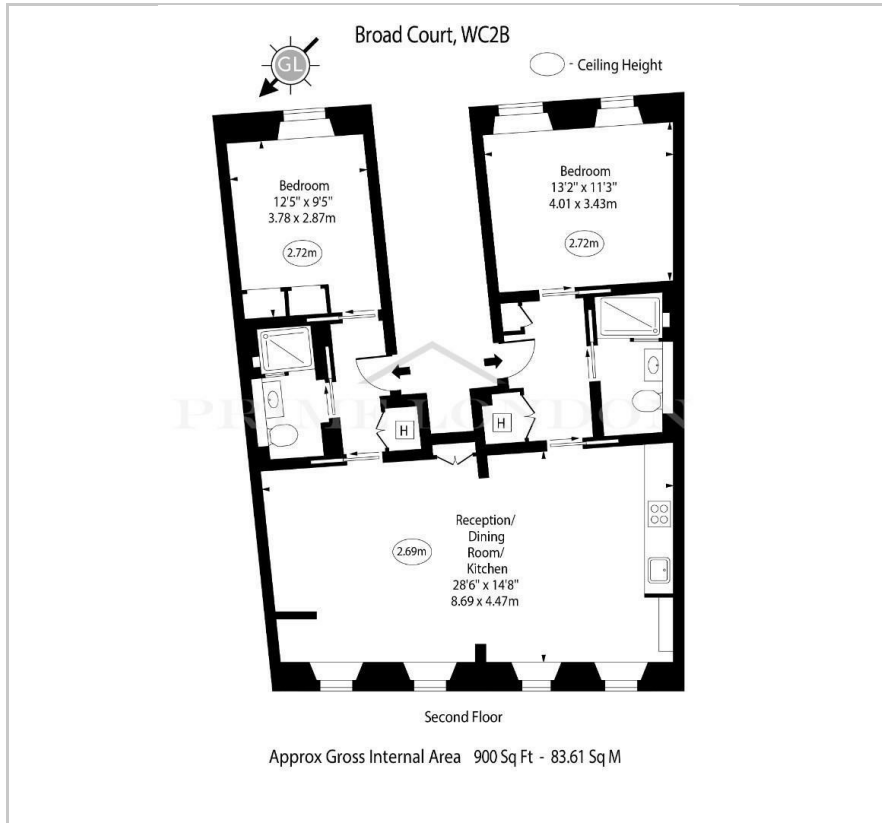 Broad Court, WC2B
GL
- Ceiling Height
Bedroom
12'5" x 9'5"
3.78 x 2.87m
2.72m
Bedroom
13'2" x 11'3"
4.01 x 3.43m
2.72m
PRIME LONDON
H
H
Reception/
Dining
Room/
Kitchen
28'6" x 14'8"
8.69 x 4.47m
2.69m
Second Floor
Approx Gross Internal Area 900 Sq Ft - 83.61 Sq M